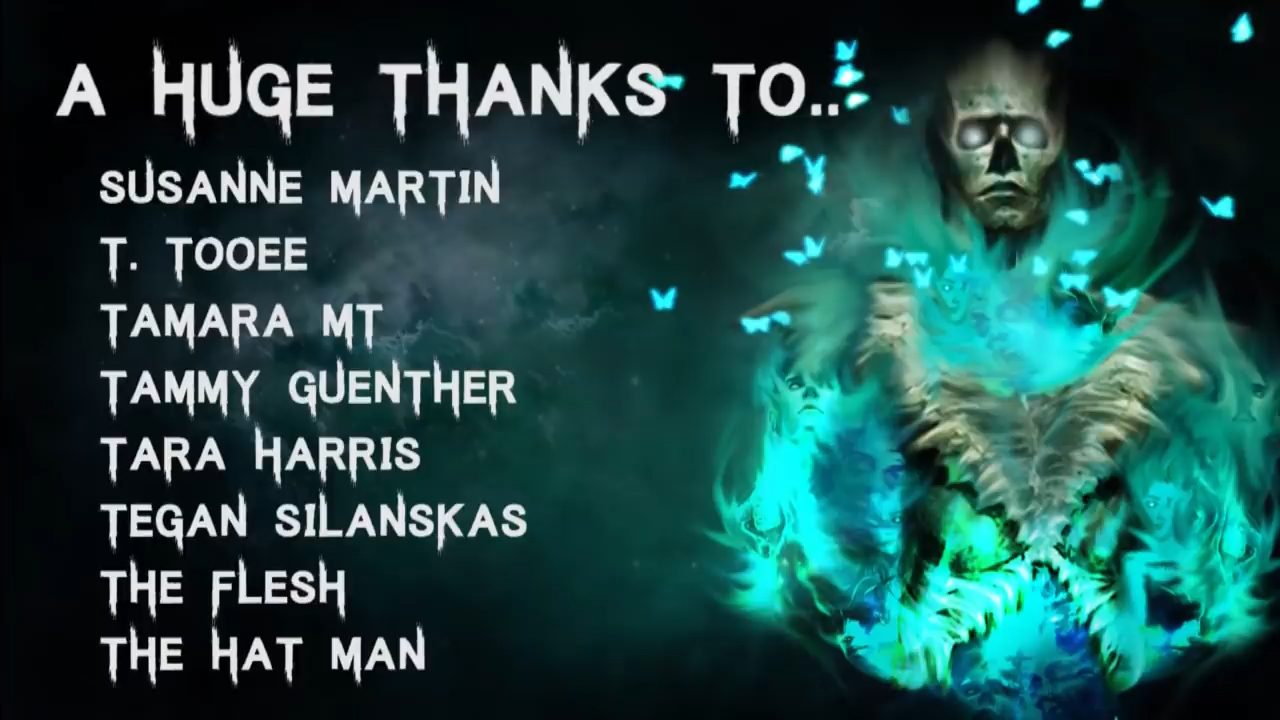 A HUGE THANKS TO..
SUSANNE MARTIN
T. TOOEE
TAMARA MT
TAMMY GUENTHER
TARA HARRIS
TEGAN SILANSKAS
THE FLESH
THE HAT MAN